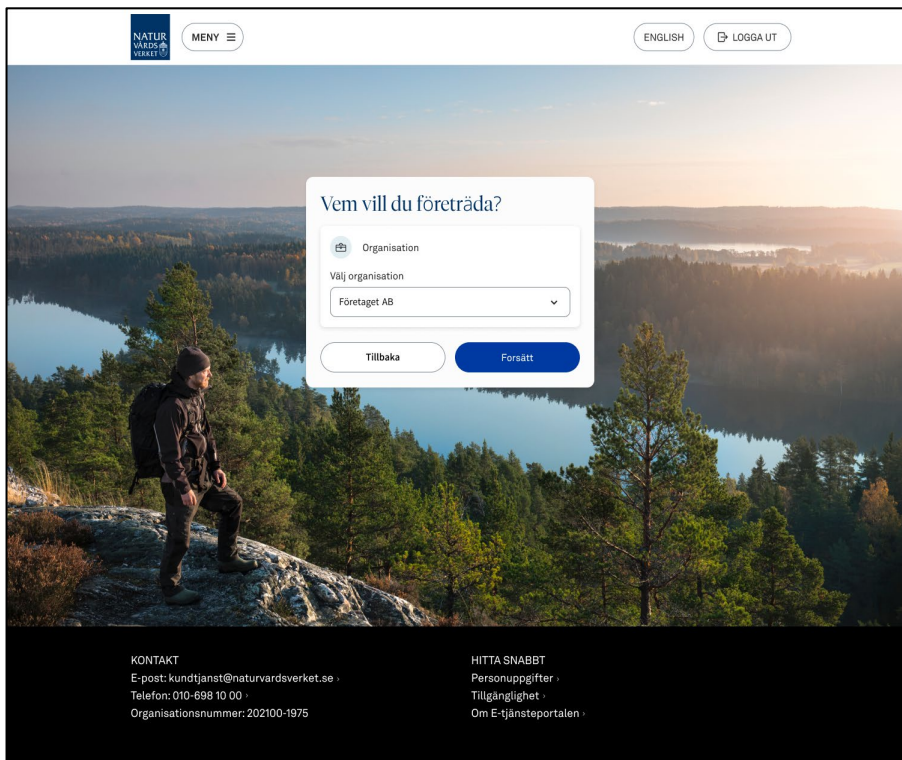 NATUR
VÅRDS
VERKET
MENY
ENGLISH
LOGGA UT
Vem vill du företräda?
Organisation
Välj organisation
Företaget AB
Tillbaka
Forsätt
KONTAKT
E-post: kundtjanst@naturvardsverket.se ›
Telefon: 010-698 10 00 ›
Organisationsnummer: 202100-1975
HITTA SNABBT
Personuppgifter ›
Tillgänglighet ›
Om E-tjänsteportalen ›